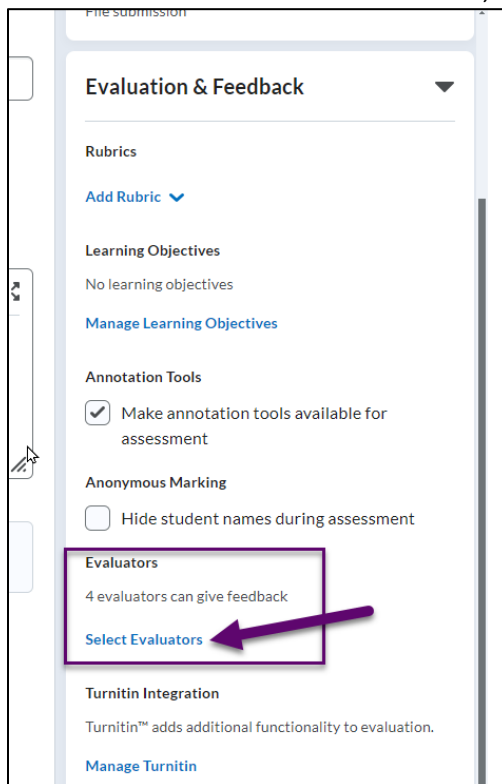 File submission
Evaluation & Feedback
Rubrics
Add Rubric
Learning Objectives
No learning objectives
Manage Learning Objectives
Annotation Tools
Make annotation tools available for
assessment
Anonymous Marking
Hide student names during assessment
Evaluators
4 evaluators can give feedback
Select Evaluators
Turnitin Integration
Turnitin™ adds additional functionality to evaluation.
Manage Turnitin